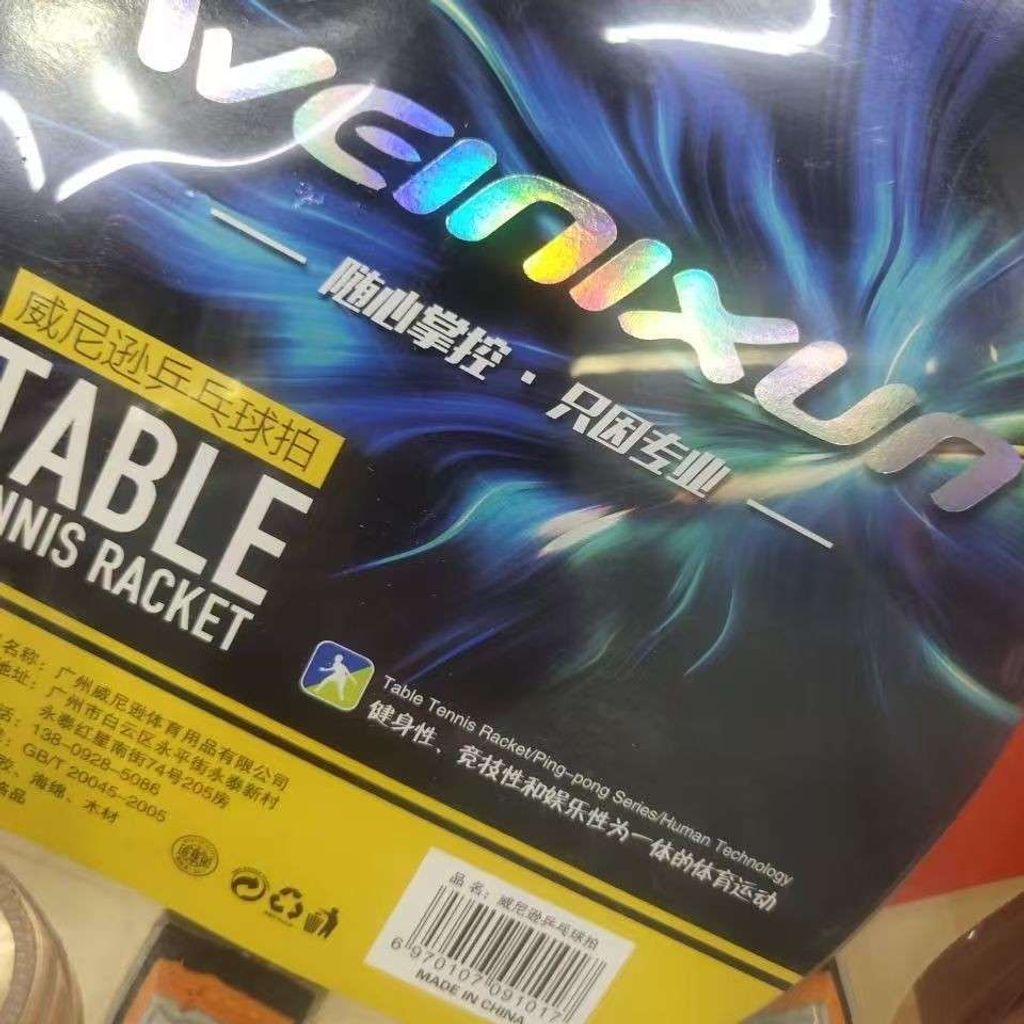 WEINIXUN
随心掌控·只因专业
威尼逊乒乓球拍
TABLE
NNIS RACKET
Table Tennis Racket/Ping-pong Series/Human Technology
健身性、竞技性和娱乐性为一体的体育运动
名称: 广州威尼逊体育用品有限公司
地址: 广州市白云区永平街永泰新村
永泰红星南街74号205房
话: 138-0928-5086
GB/T 20045-2005
海绵、木材
格品
品名: 威尼逊乒乓球拍
6 970107 091017
MADE IN CHINA